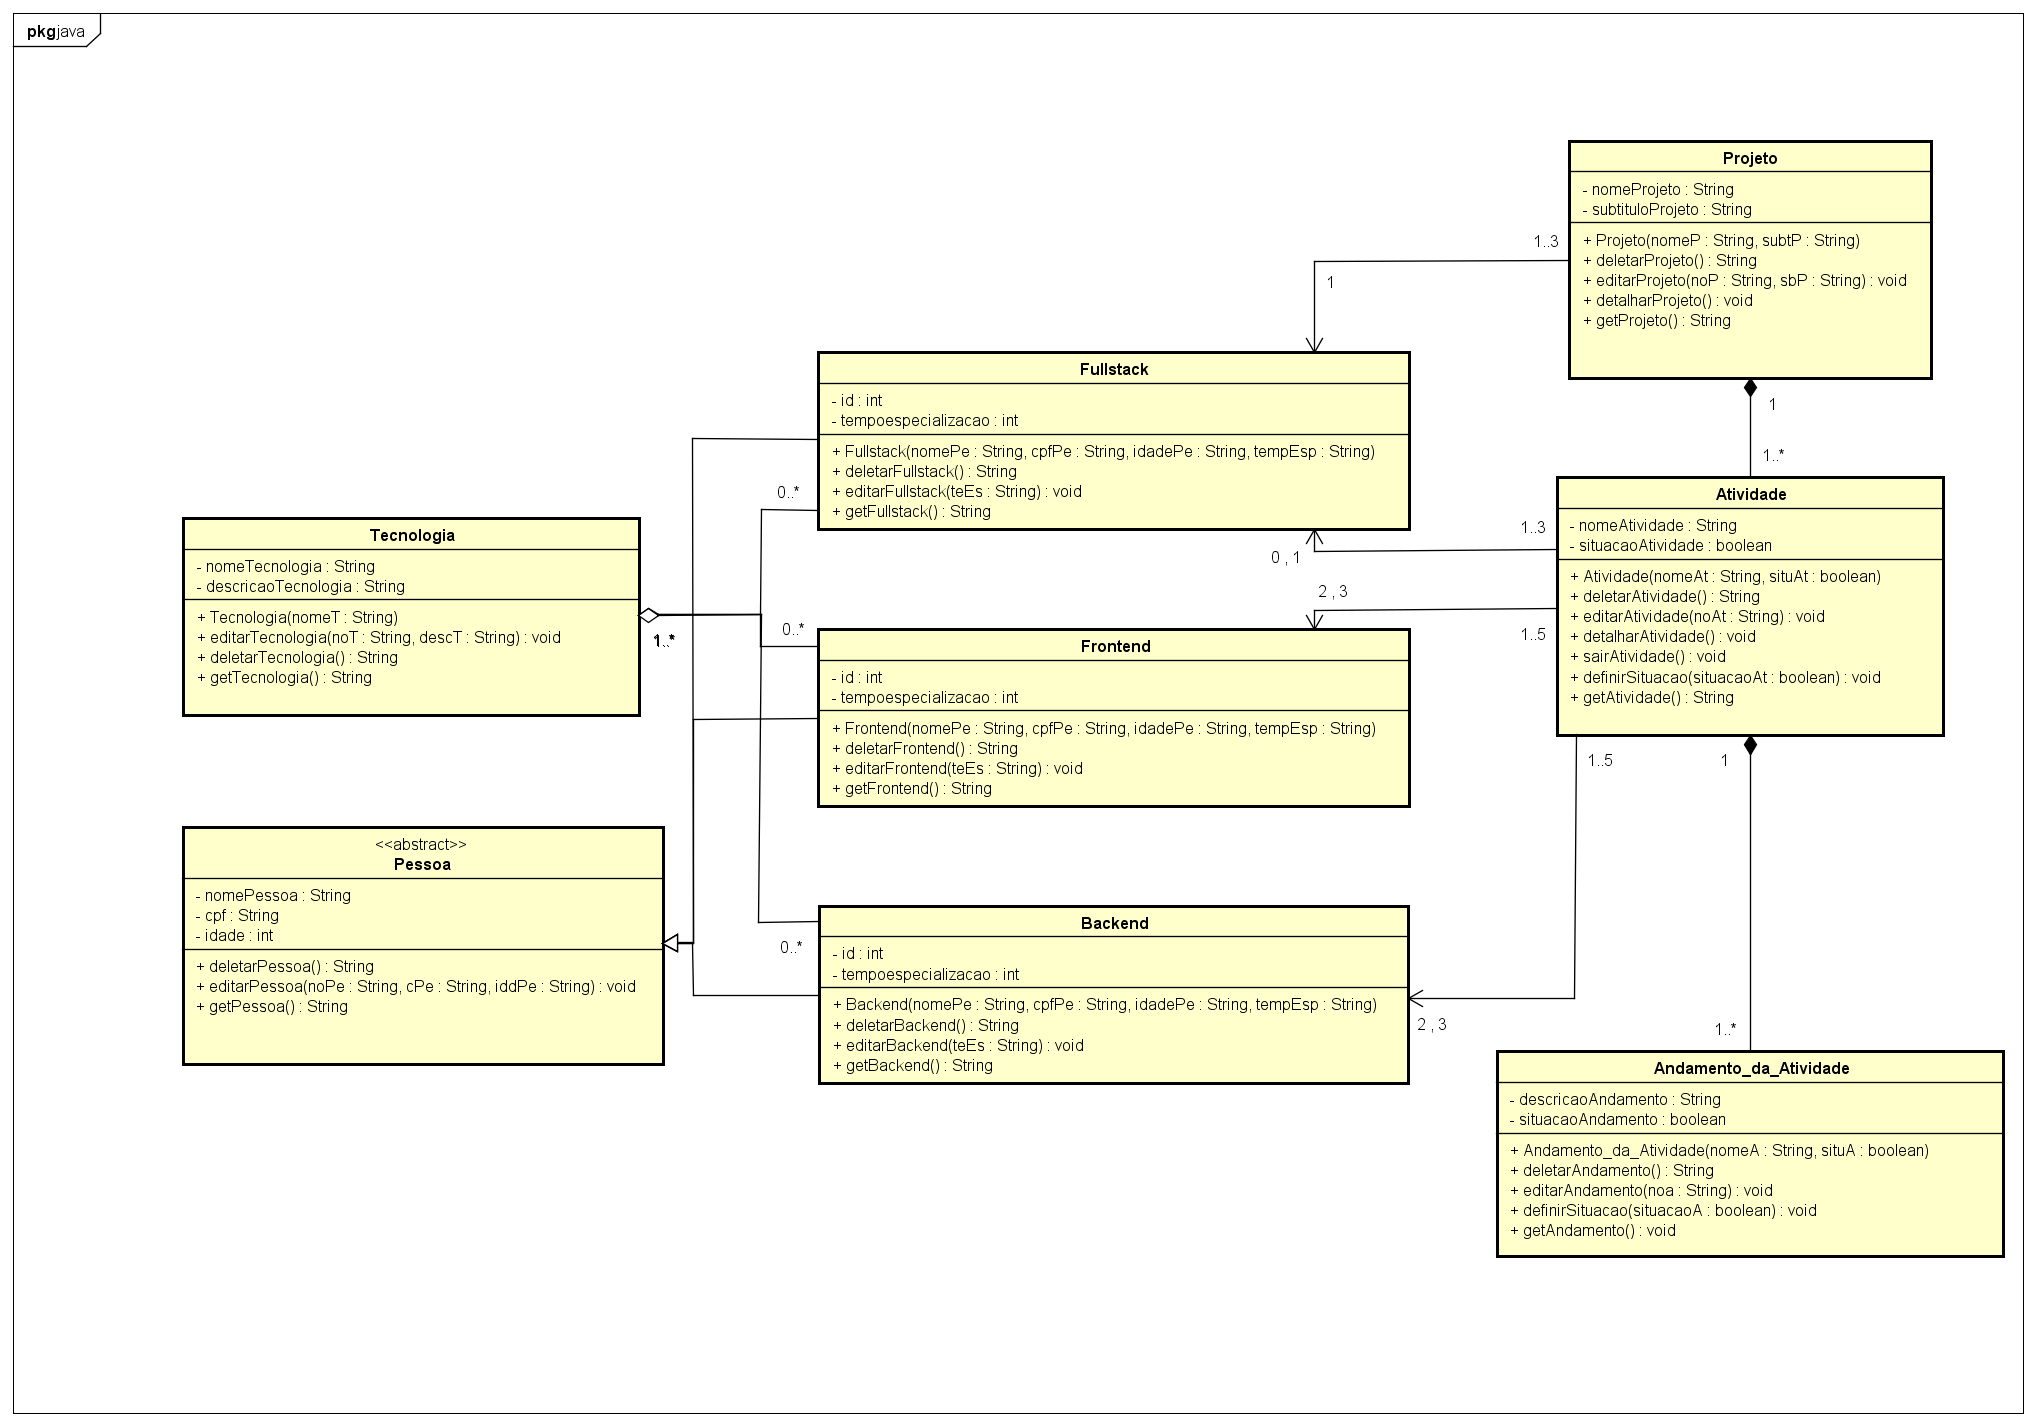 pkg java
Projeto
- nomeProjeto : String
- subtituloProjeto : String
+ Projeto(nomeP : String, subtP : String)
+ deletarProjeto() : String
+ editarProjeto(noP : String, sbP : String) : void
+ detalharProjeto() : void
+ getProjeto() : String
1..3
1
1
1..*
Fullstack
- id : int
- tempoespecializacao : int
+ Fullstack(nomePe : String, cpfPe : String, idadePe : String, tempEsp : String)
+ deletarFullstack() : String
+ editarFullstack(teEs : String) : void
+ getFullstack() : String
0..*
1..3
0 , 1
Atividade
- nomeAtividade : String
- situacaoAtividade : boolean
+ Atividade(nomeAt : String, situAt : boolean)
+ deletarAtividade() : String
+ editarAtividade(noAt : String) : void
+ detalharAtividade() : void
+ sairAtividade() : void
+ definirSituacao(situacaoAt : boolean) : void
+ getAtividade() : String
2 , 3
1..5
1..5
1
Tecnologia
- nomeTecnologia : String
- descricaoTecnologia : String
+ Tecnologia(nomeT : String)
+ editarTecnologia(noT : String, descT : String) : void
+ deletarTecnologia() : String
+ getTecnologia() : String
1..*
0..*
Frontend
- id : int
- tempoespecializacao : int
+ Frontend(nomePe : String, cpfPe : String, idadePe : String, tempEsp : String)
+ deletarFrontend() : String
+ editarFrontend(teEs : String) : void
+ getFrontend() : String
<<abstract>>
Pessoa
- nomePessoa : String
- cpf : String
- idade : int
+ deletarPessoa() : String
+ editarPessoa(noPe : String, cPe : String, iddPe : String) : void
+ getPessoa() : String
0..*
Backend
- id : int
- tempoespecializacao : int
+ Backend(nomePe : String, cpfPe : String, idadePe : String, tempEsp : String)
+ deletarBackend() : String
+ editarBackend(teEs : String) : void
+ getBackend() : String
2 , 3
1..*
Andamento_da_Atividade
- descricaoAndamento : String
- situacaoAndamento : boolean
+ Andamento_da_Atividade(nomeA : String, situA : boolean)
+ deletarAndamento() : String
+ editarAndamento(noa : String) : void
+ definirSituacao(situacaoA : boolean) : void
+ getAndamento() : void